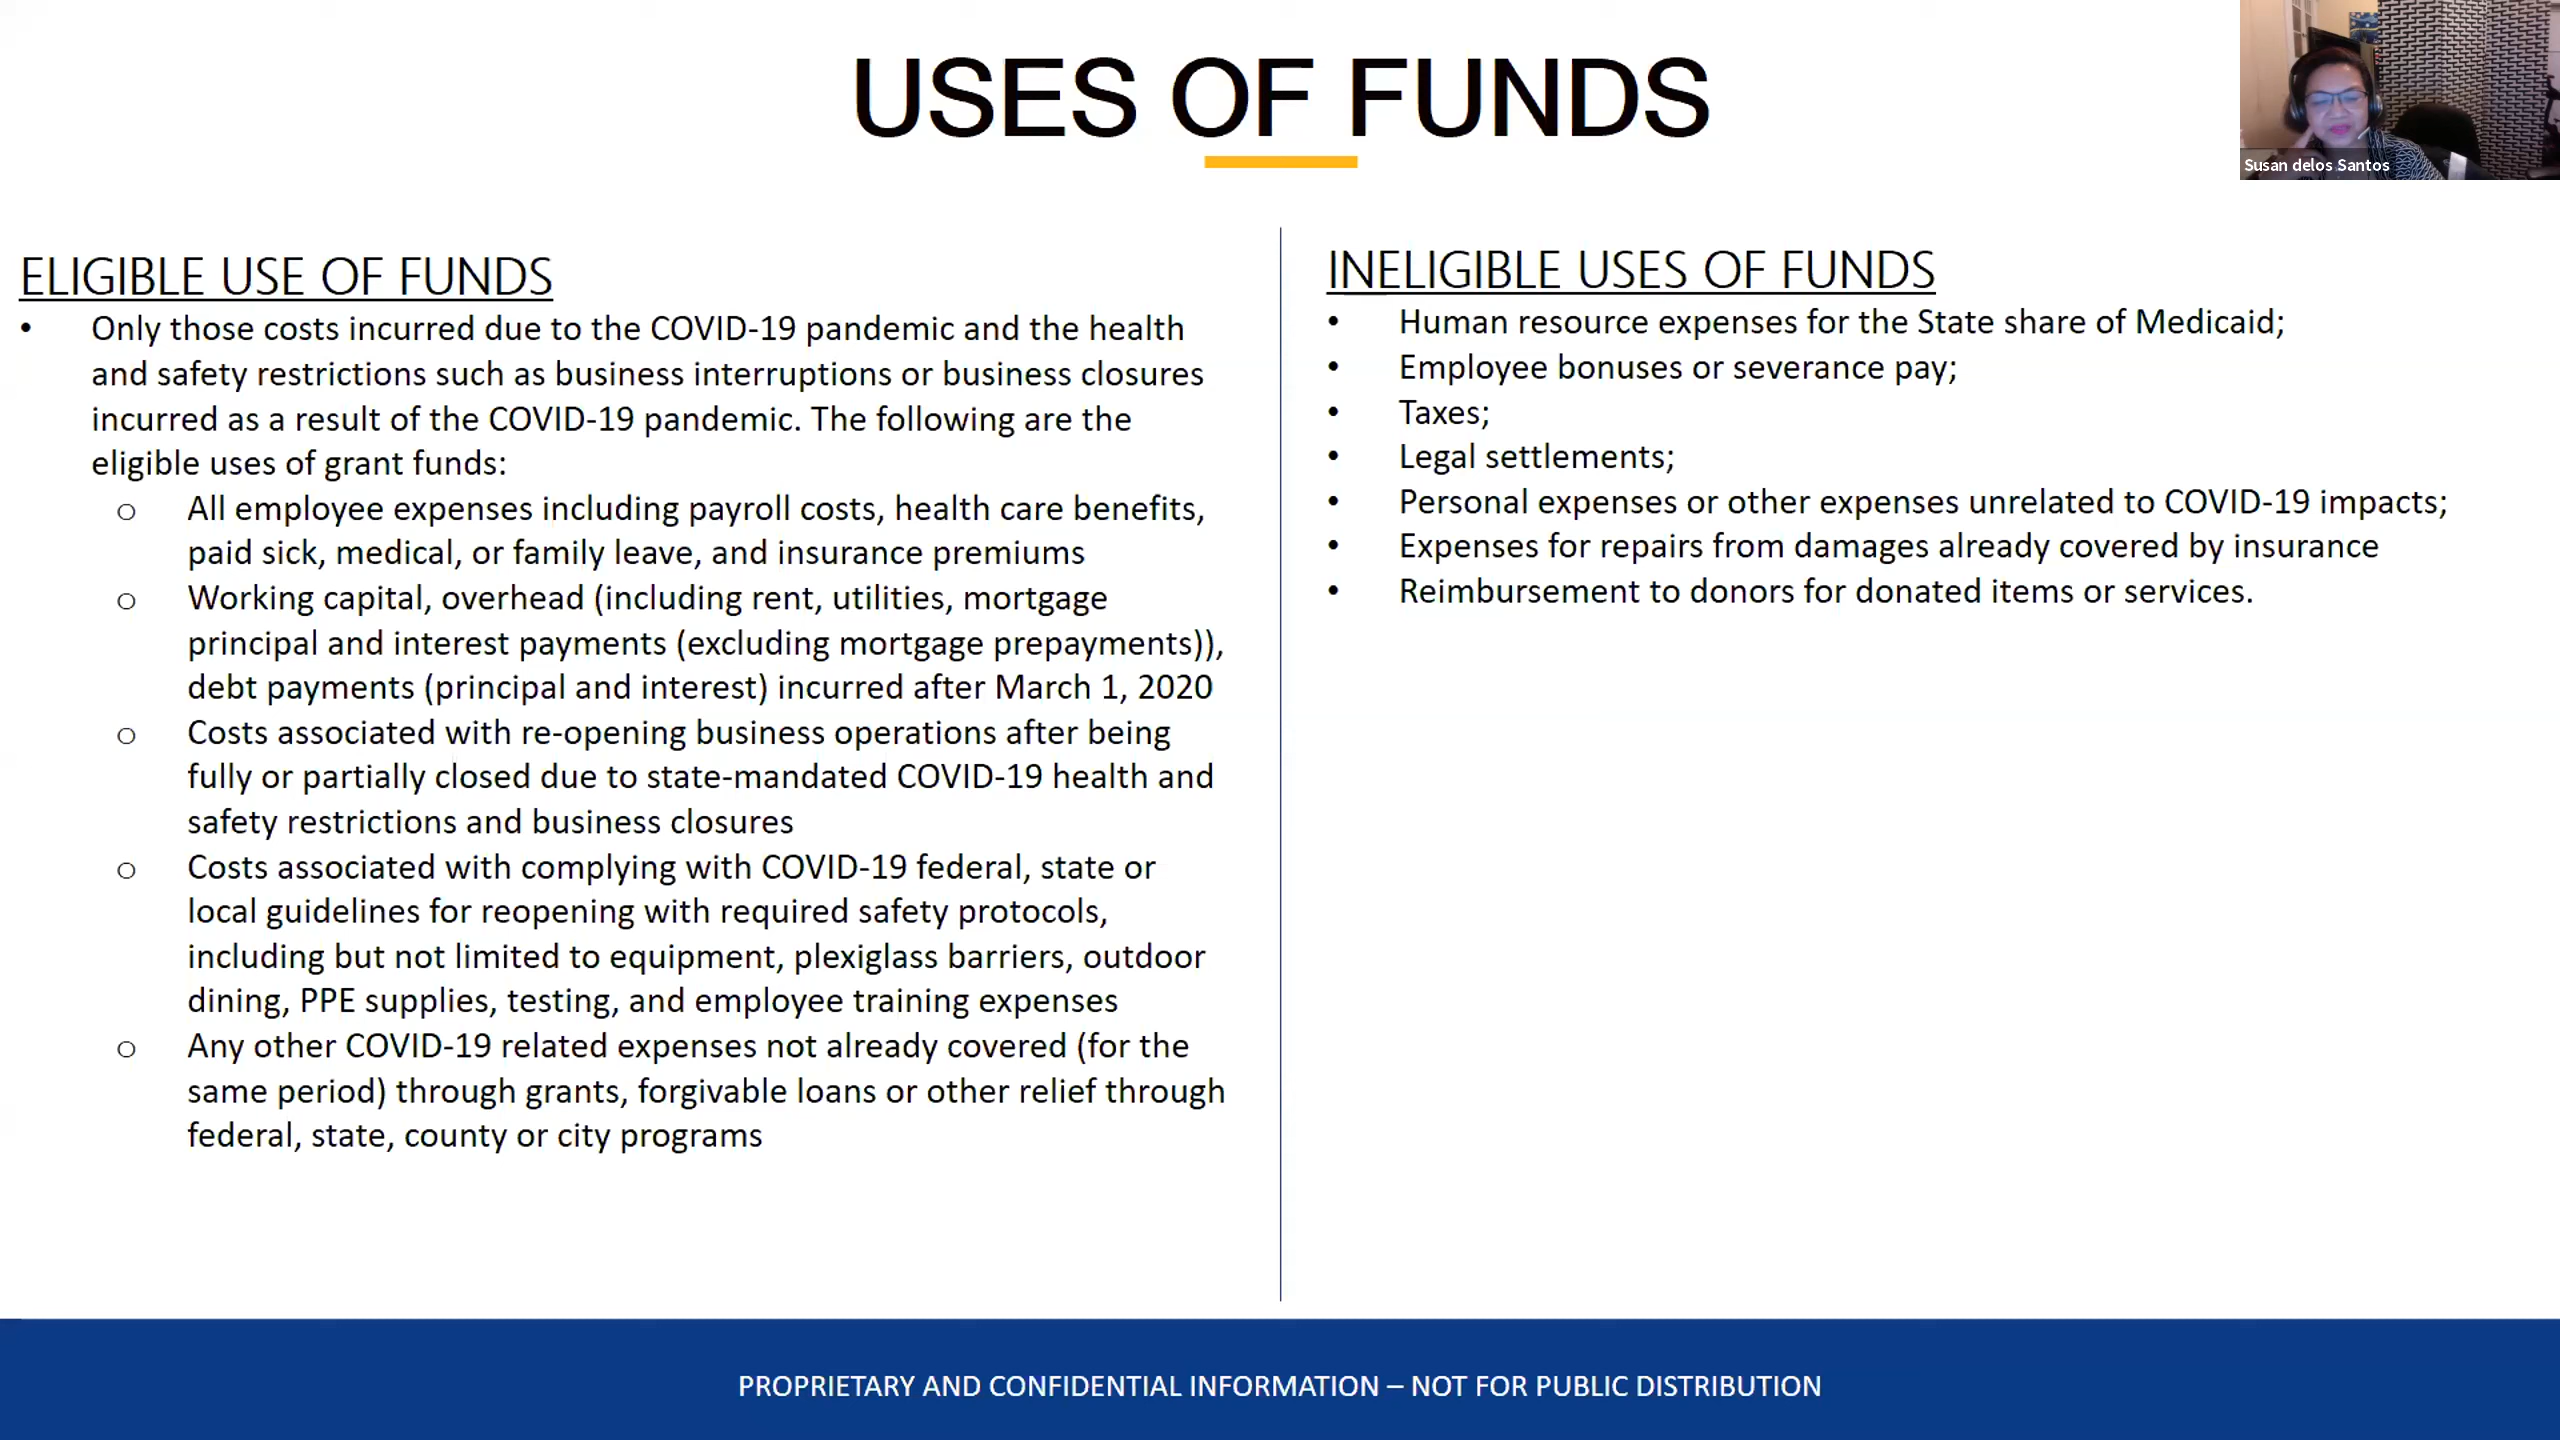 USES OF FUNDS
Susan delos Santos
ELIGIBLE USE OF FUNDS
• Only those costs incurred due to the COVID-19 pandemic and the health
and safety restrictions such as business interruptions or business closures
incurred as a result of the COVID-19 pandemic. The following are the
eligible uses of grant funds:
o All employee expenses including payroll costs, health care benefits,
paid sick, medical, or family leave, and insurance premiums
o Working capital, overhead (including rent, utilities, mortgage
principal and interest payments (excluding mortgage prepayments)),
debt payments (principal and interest) incurred after March 1, 2020
o Costs associated with re-opening business operations after being
fully or partially closed due to state-mandated COVID-19 health and
safety restrictions and business closures
o Costs associated with complying with COVID-19 federal, state or
local guidelines for reopening with required safety protocols,
including but not limited to equipment, plexiglass barriers, outdoor
dining, PPE supplies, testing, and employee training expenses
o Any other COVID-19 related expenses not already covered (for the
same period) through grants, forgivable loans or other relief through
federal, state, county or city programs
INELIGIBLE USES OF FUNDS
• Human resource expenses for the State share of Medicaid;
• Employee bonuses or severance pay;
• Taxes;
• Legal settlements;
• Personal expenses or other expenses unrelated to COVID-19 impacts;
• Expenses for repairs from damages already covered by insurance
• Reimbursement to donors for donated items or services.
PROPRIETARY AND CONFIDENTIAL INFORMATION – NOT FOR PUBLIC DISTRIBUTION